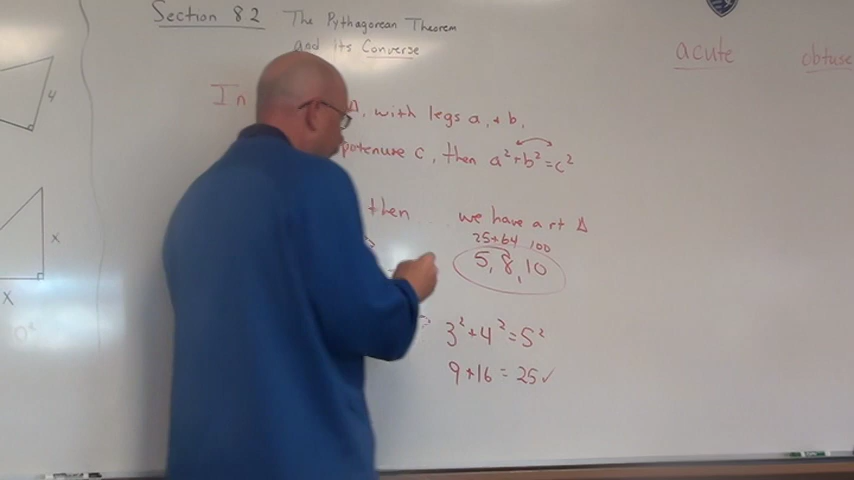 Section 8.2 The Pythagorean Theorem
and its Converse
acute
obtuse
In Δ, with legs a, + b,
potenuse c, then a² + b² = c²
then ... we have a rt Δ
25+64 100
5, 8, 10
? 3² + 4² = 5²
9 + 16 = 25 ✓
4
x
x